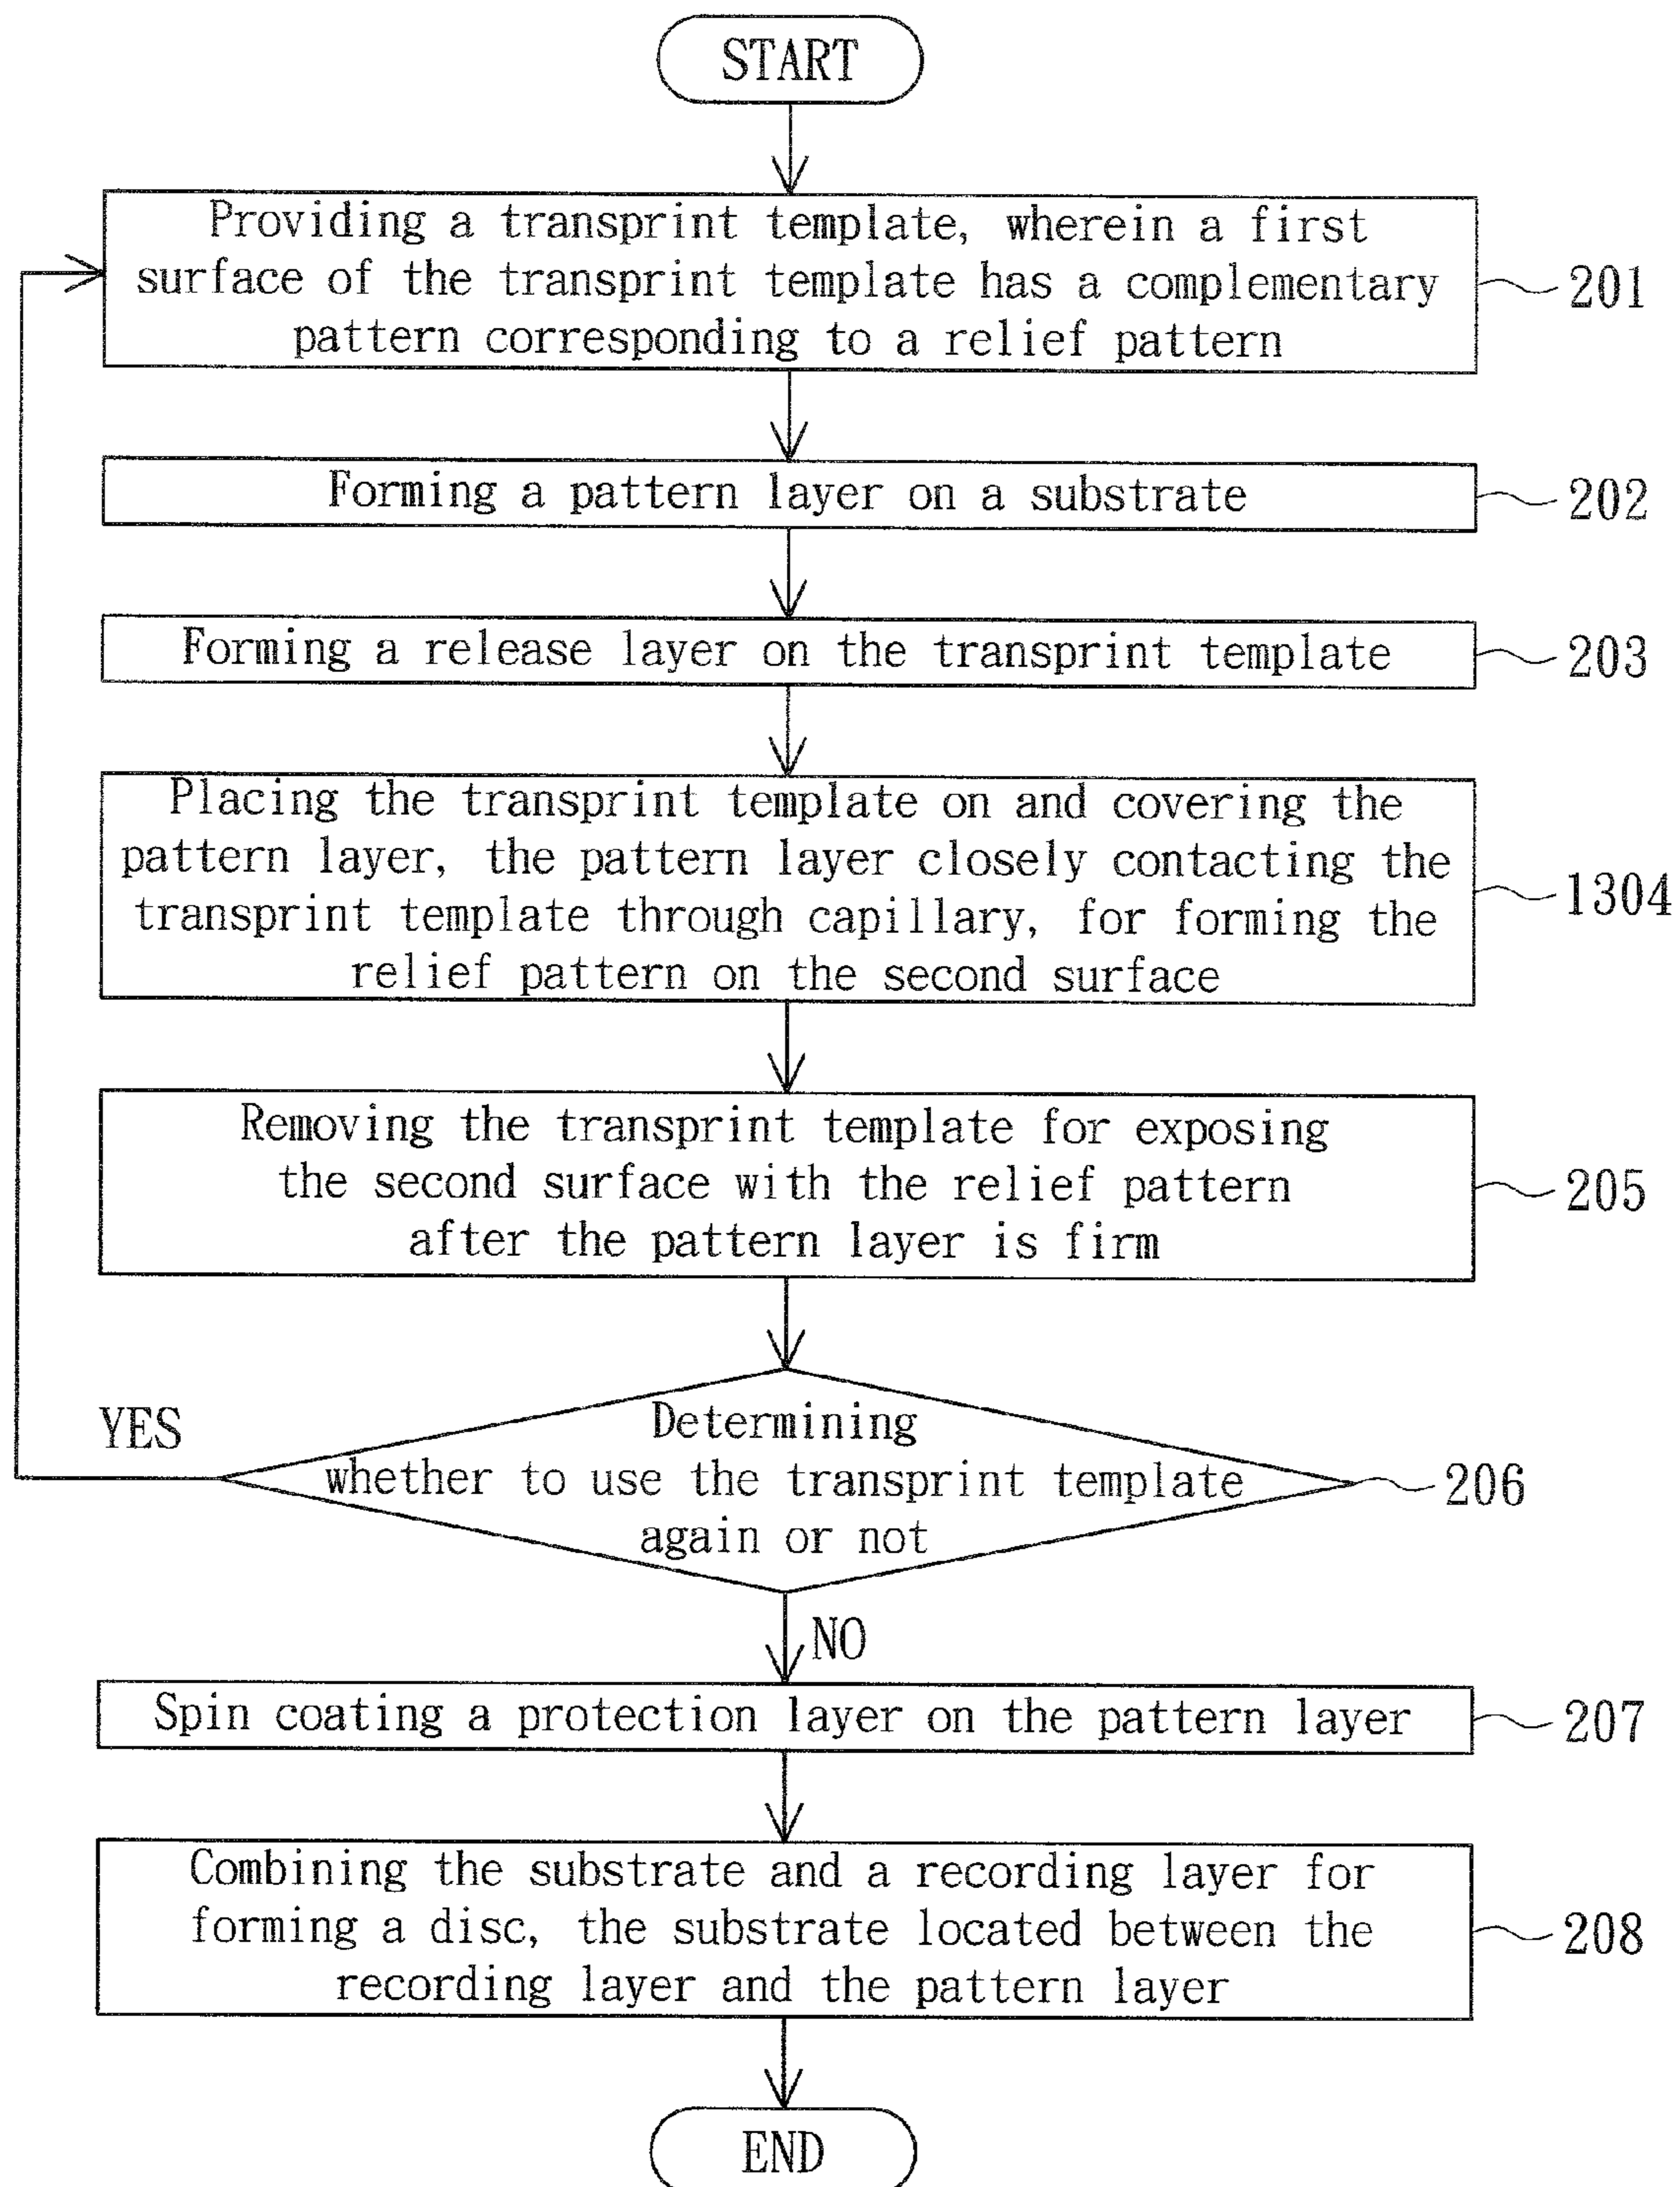 START
Providing a transprint template, wherein a first
surface of the transprint template has a complementary
pattern corresponding to a relief pattern
201
Forming a pattern layer on a substrate
202
Forming a release layer on the transprint template
203
Placing the transprint template on and covering the
pattern layer, the pattern layer closely contacting the
transprint template through capillary, for forming the
relief pattern on the second surface
1304
Removing the transprint template for exposing
the second surface with the relief pattern
after the pattern layer is firm
205
YES
Determining
whether to use the transprint template
again or not
206
NO
Spin coating a protection layer on the pattern layer
207
Combining the substrate and a recording layer for
forming a disc, the substrate located between the
recording layer and the pattern layer
208
END